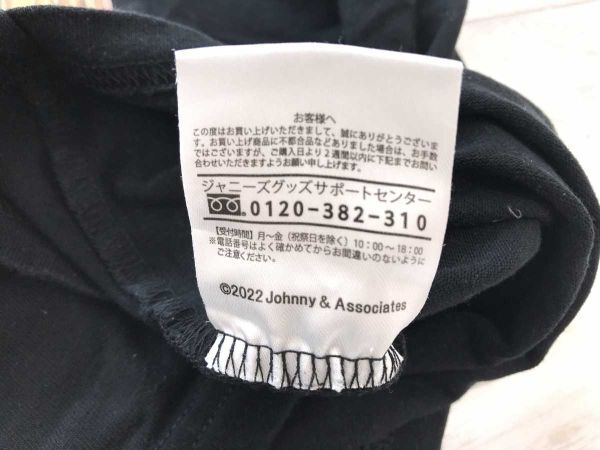 お客様へ
この度はお買い上げいただきまして、誠にありがとうございま
す。お買い上げ商品に不都合品などありました場合は、お手数
ではございますが、ご購入日より2週間以内に下記までお問い
合わせいただきますようお願い申し上げます。
ジャニーズグッズサポートセンター
0120-382-310
【受付時間】月〜金（祝祭日を除く）10：00〜18：00
※電話番号はよく確かめてからお間違いのないように
ご注意ください。
©2022 Johnny & Associates